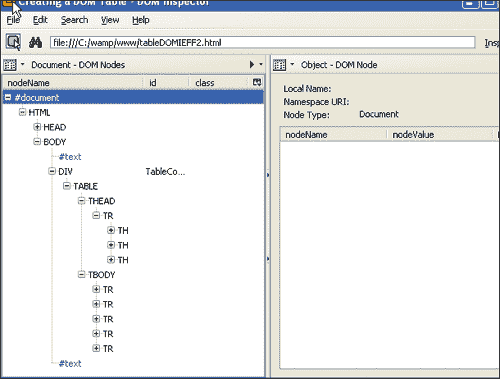 Creating a DOM Table - DOM Inspector
File Edit Search View Help
file:///C:/wamp/www/tableDOMIEFF2.html
Document - DOM Nodes
nodeName id class
#document
HTML
HEAD
BODY
#text
DIV TableCo...
TABLE
THEAD
TR
TH
TH
TH
TBODY
TR
TR
TR
TR
TR
#text
Object - DOM Node
Local Name:
Namespace URI:
Node Type: Document
nodeName nodeValue